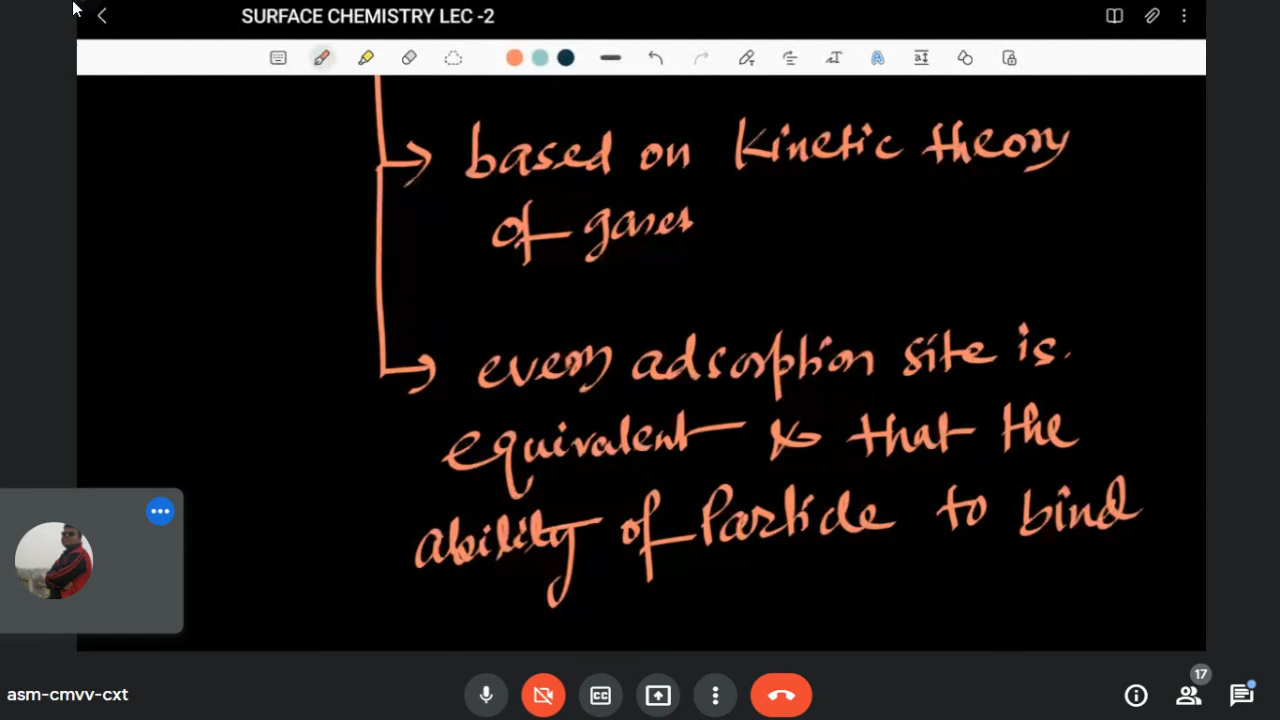 SURFACE CHEMISTRY LEC -2
→ based on kinetic theory
of gases
→ every adsorption site is
equivalent & that the
ability of Particle to bind
asm-cmvv-cxt
CC
17